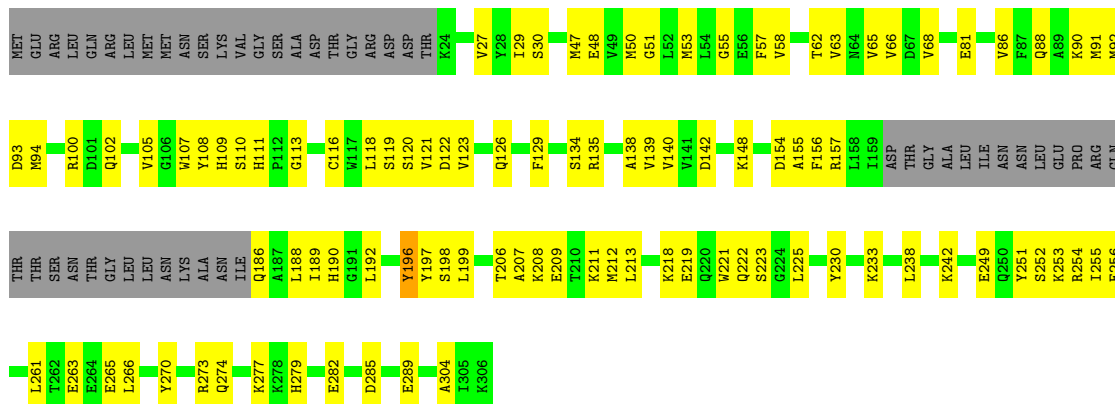 MET GLU ARG LEU GLN ARG LEU MET MET ASN SER LYS VAL GLY SER ALA ASP THR GLY ARG ASP ASP THR K24 V27 Y28 I29 S30 M47 E48 V49 M50 G51 L52 M53 L54 G55 E56 F57 V58 T62 V63 N64 V65 V66 D67 V68 E81 V86 F87 Q88 A89 K90 M91 M92
D93 M94 R100 D101 Q102 V105 G106 W107 Y108 H109 S110 H111 P112 G113 C116 W117 L118 S119 S120 V121 D122 V123 Q126 F129 S134 R135 A138 V139 V140 V141 D142 K148 D154 A155 F156 R157 L158 I159 ASP THR GLY ALA LEU ILE ASN ASN LEU GLU PRO ARG GLN
THR THR SER ASN THR GLY LEU LEU ASN LYS ALA ASN ILE Q186 A187 L188 I189 H190 G191 L192 Y196 Y197 S198 L199 T206 A207 K208 E209 T210 K211 M212 L213 K218 E219 Q220 W221 Q222 S223 G224 L225 Y230 K233 L238 K242 E249 Q250 Y251 S252 K253 R254 I255
L261 T262 E263 E264 E265 L266 Y270 R273 Q274 K277 K278 H279 E282 D285 E289 A304 I305 K306